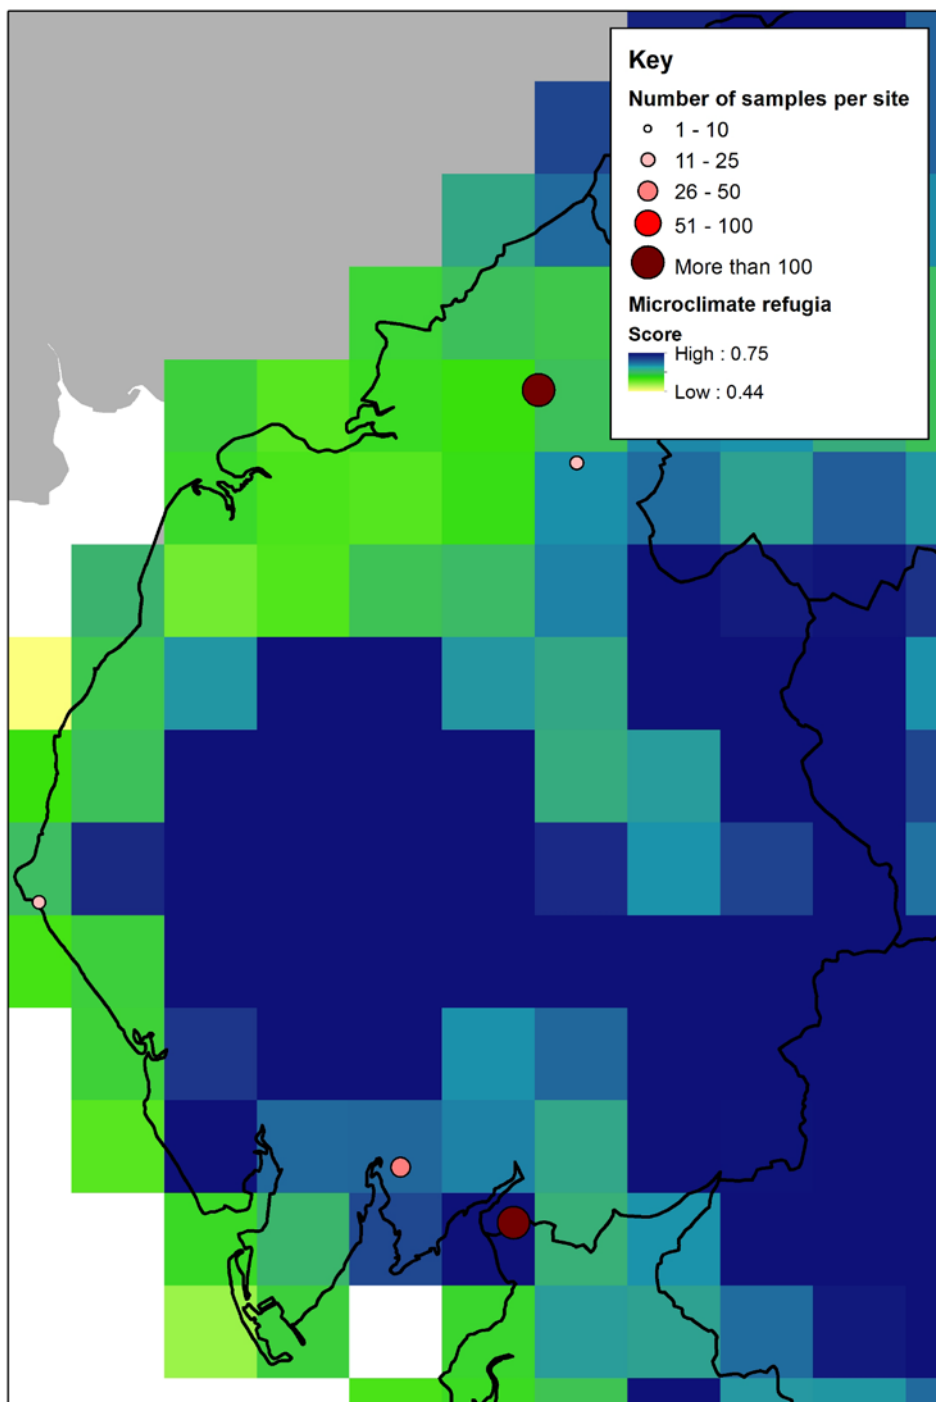 Key
Number of samples per site
1 - 10
11 - 25
26 - 50
51 - 100
More than 100
Microclimate refugia
Score
High : 0.75
Low : 0.44